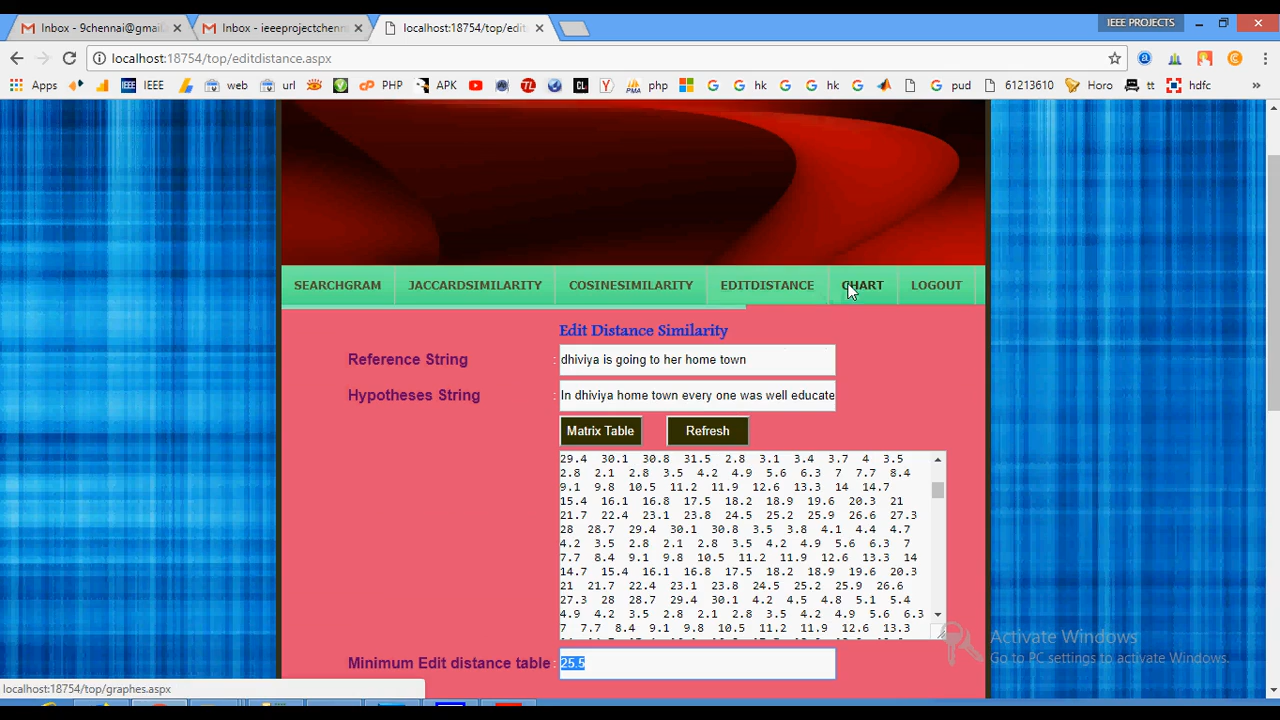 IEEE PROJECTS
Inbox - 9chennai@gmail
Inbox - ieeeprojectchenn
localhost:18754/top/edit
localhost:18754/top/editdistance.aspx
Apps IEEE web url PHP APK php hk hk pud 61213610 Horo tt hdfc »
SEARCHGRAM JACCARDSIMILARITY COSINESIMILARITY EDITDISTANCE CHART LOGOUT
Edit Distance Similarity
Reference String : dhiviya is going to her home town
Hypotheses String : In dhiviya home town every one was well educate
Matrix Table Refresh
29.4 30.1 30.8 31.5 2.8 3.1 3.4 3.7 4 3.5
2.8 2.1 2.8 3.5 4.2 4.9 5.6 6.3 7 7.7 8.4
9.1 9.8 10.5 11.2 11.9 12.6 13.3 14 14.7
15.4 16.1 16.8 17.5 18.2 18.9 19.6 20.3 21
21.7 22.4 23.1 23.8 24.5 25.2 25.9 26.6 27.3
28 28.7 29.4 30.1 30.8 3.5 3.8 4.1 4.4 4.7
4.2 3.5 2.8 2.1 2.8 3.5 4.2 4.9 5.6 6.3 7
7.7 8.4 9.1 9.8 10.5 11.2 11.9 12.6 13.3 14
14.7 15.4 16.1 16.8 17.5 18.2 18.9 19.6 20.3
21 21.7 22.4 23.1 23.8 24.5 25.2 25.9 26.6
27.3 28 28.7 29.4 30.1 4.2 4.5 4.8 5.1 5.4
4.9 4.2 3.5 2.8 2.1 2.8 3.5 4.2 4.9 5.6 6.3
7 7.7 8.4 9.1 9.8 10.5 11.2 11.9 12.6 13.3
Minimum Edit distance table : 25.5
Activate Windows
Go to PC settings to activate Windows.
localhost:18754/top/graphes.aspx